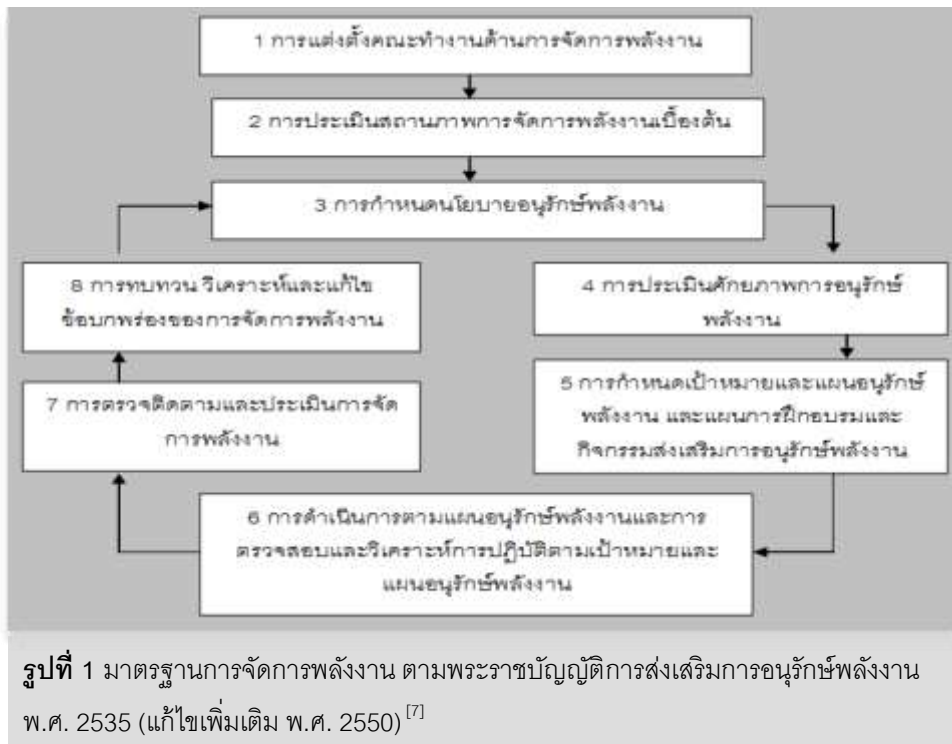 1 การแต่งตั้งคณะทำงานด้านการจัดการพลังงาน
2 การประเมินสถานภาพการจัดการพลังงานเบื้องต้น
3 การกำหนดนโยบายอนุรักษ์พลังงาน
8 การทบทวน วิเคราะห์และแก้ไข
ข้อบกพร่องของการจัดการพลังงาน
4 การประเมินศักยภาพการอนุรักษ์
พลังงาน
7 การตรวจติดตามและประเมินการจัด
การพลังงาน
5 การกำหนดเป้าหมายและแผนอนุรักษ์
พลังงาน และแผนการฝึกอบรมและ
กิจกรรมส่งเสริมการอนุรักษ์พลังงาน
6 การดำเนินการตามแผนอนุรักษ์พลังงานและการ
ตรวจสอบและวิเคราะห์การปฏิบัติตามเป้าหมายและ
แผนอนุรักษ์พลังงาน
รูปที่ 1 มาตรฐานการจัดการพลังงาน ตามพระราชบัญญัติการส่งเสริมการอนุรักษ์พลังงาน
พ.ศ. 2535 (แก้ไขเพิ่มเติม พ.ศ. 2550) [7]